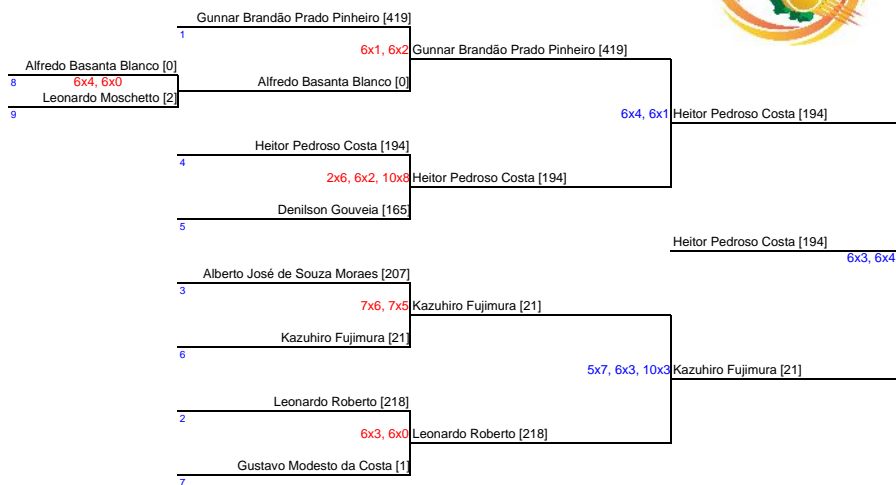 Gunnar Brandão Prado Pinheiro [419]
1
6x1, 6x2 Gunnar Brandão Prado Pinheiro [419]
Alfredo Basanta Blanco [0]
8
6x4, 6x0
Alfredo Basanta Blanco [0]
Leonardo Moschetto [2]
9
6x4, 6x1 Heitor Pedroso Costa [194]
Heitor Pedroso Costa [194]
4
2x6, 6x2, 10x8 Heitor Pedroso Costa [194]
Denilson Gouveia [165]
5
Heitor Pedroso Costa [194]
6x3, 6x4
Alberto José de Souza Moraes [207]
3
7x6, 7x5 Kazuhiro Fujimura [21]
Kazuhiro Fujimura [21]
6
5x7, 6x3, 10x3 Kazuhiro Fujimura [21]
Leonardo Roberto [218]
2
6x3, 6x0 Leonardo Roberto [218]
Gustavo Modesto da Costa [1]
7